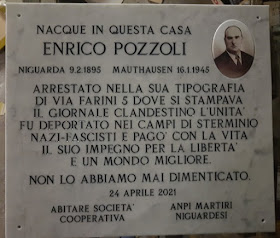 NACQUE IN QUESTA CASA
ENRICO POZZOLI
NIGUARDA 9.2.1895 MAUTHAUSEN 16.1.1945
ARRESTATO NELLA SUA TIPOGRAFIA
DI VIA FARINI 5 DOVE SI STAMPAVA
IL GIORNALE CLANDESTINO L'UNITA'
FU DEPORTATO NEI CAMPI DI STERMINIO
NAZI-FASCISTI E PAGO' CON LA VITA
IL SUO IMPEGNO PER LA LIBERTA'
E UN MONDO MIGLIORE.
NON LO ABBIAMO MAI DIMENTICATO.
24 APRILE 2021
ABITARE SOCIETA'
COOPERATIVA
ANPI MARTIRI
NIGUARDESI